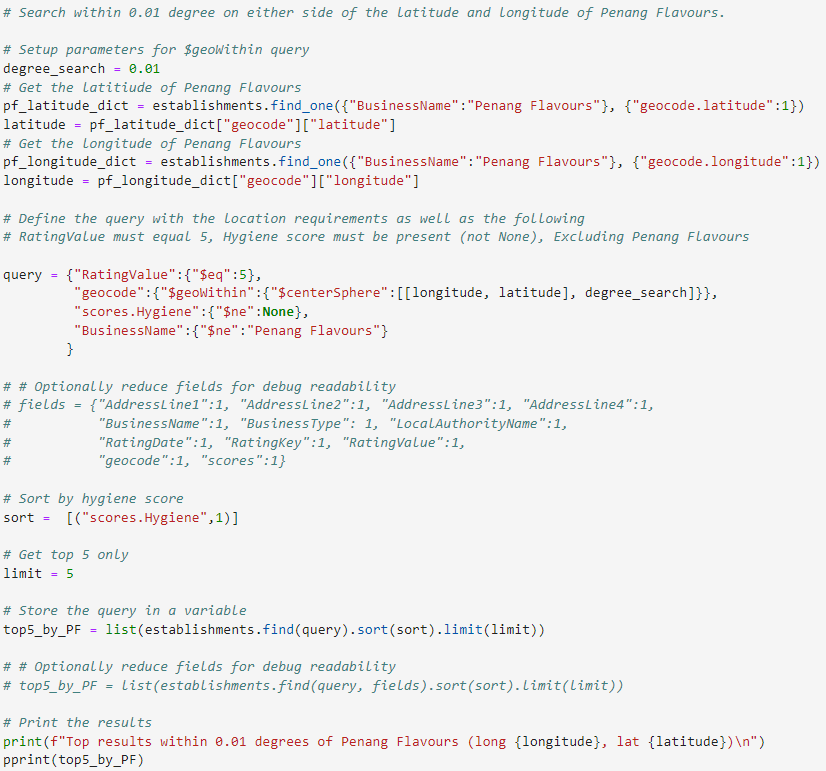 # Search within 0.01 degree on either side of the latitude and longitude of Penang Flavours.

# Setup parameters for $geoWithin query
degree_search = 0.01
# Get the latitiude of Penang Flavours
pf_latitude_dict = establishments.find_one({"BusinessName":"Penang Flavours"}, {"geocode.latitude":1})
latitude = pf_latitude_dict["geocode"]["latitude"]
# Get the longitude of Penang Flavours
pf_longitude_dict = establishments.find_one({"BusinessName":"Penang Flavours"}, {"geocode.longitude":1})
longitude = pf_longitude_dict["geocode"]["longitude"]

# Define the query with the location requirements as well as the following
# RatingValue must equal 5, Hygiene score must be present (not None), Excluding Penang Flavours

query = {"RatingValue":{"$eq":5},
         "geocode":{"$geoWithin":{"$centerSphere":[[longitude, latitude], degree_search]}},
         "scores.Hygiene":{"$ne":None},
         "BusinessName":{"$ne":"Penang Flavours"}
        }

# # Optionally reduce fields for debug readability
# fields = {"AddressLine1":1, "AddressLine2":1, "AddressLine3":1, "AddressLine4":1,
#           "BusinessName":1, "BusinessType": 1, "LocalAuthorityName":1,
#           "RatingDate":1, "RatingKey":1, "RatingValue":1,
#           "geocode":1, "scores":1}

# Sort by hygiene score
sort =  [("scores.Hygiene",1)]

# Get top 5 only
limit = 5

# Store the query in a variable
top5_by_PF = list(establishments.find(query).sort(sort).limit(limit))

# # Optionally reduce fields for debug readability
# top5_by_PF = list(establishments.find(query, fields).sort(sort).limit(limit))

# Print the results
print(f"Top results within 0.01 degrees of Penang Flavours (long {longitude}, lat {latitude})\n")
pprint(top5_by_PF)